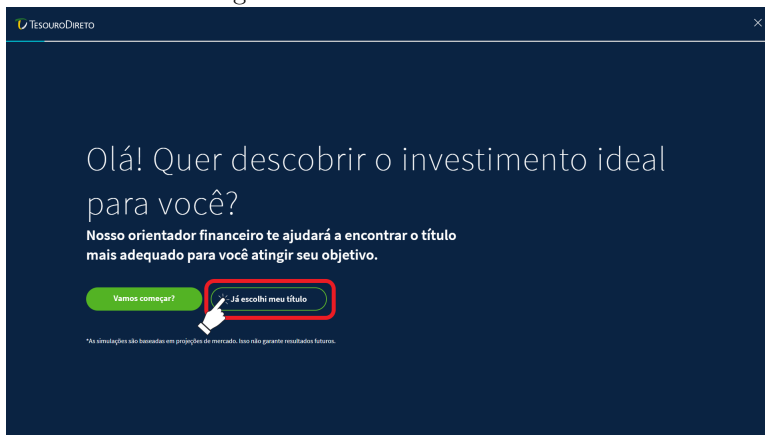 TesouroDireto
Olá! Quer descobrir o investimento ideal
para você?
Nosso orientador financeiro te ajudará a encontrar o título
mais adequado para você atingir seu objetivo.
Vamos começar? Já escolhi meu título
*As simulações são baseadas em projeções de mercado. Isso não garante resultados futuros.